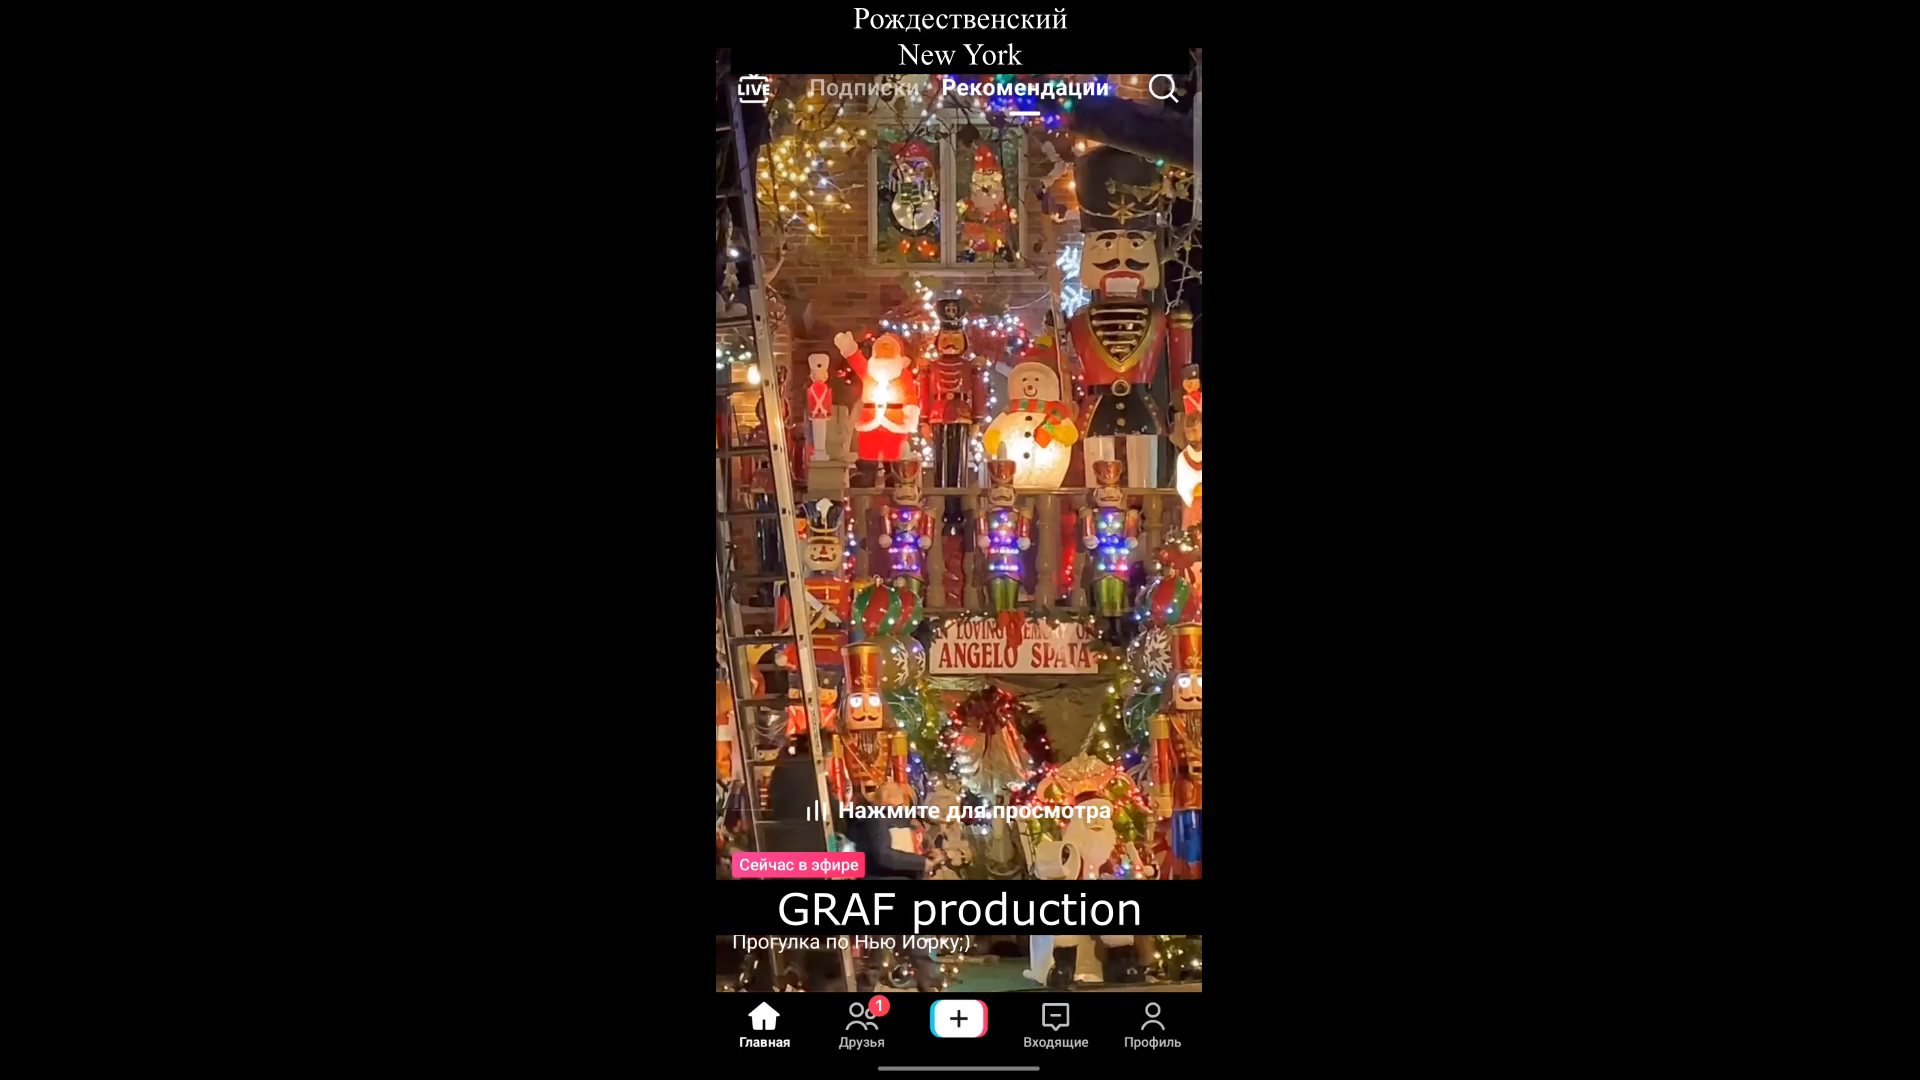 Рождественский
New York
LIVE
Подписки
Рекомендации
IN LOVING MEMORY OF
ANGELO SPATA
Нажмите для просмотра
Сейчас в эфире
GRAF production
Прогулка по Нью Йорку;)
1
Главная
Друзья
Входящие
Профиль